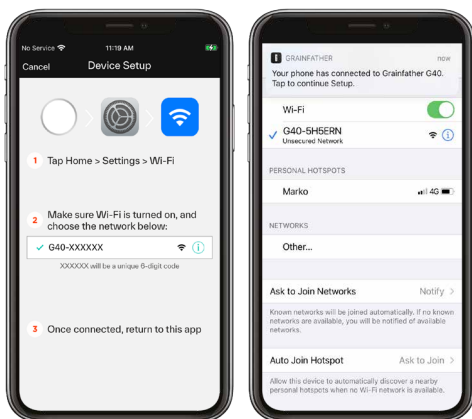 No Service
11:19 AM
Cancel
Device Setup
1 Tap Home > Settings > Wi-Fi
2 Make sure Wi-Fi is turned on, and
choose the network below:
G40-XXXXXX
XXXXXX will be a unique 6-digit code
3 Once connected, return to this app
GRAINFATHER
now
Your phone has connected to Grainfather G40.
Tap to continue Setup.
Wi-Fi
G40-5H5ERN
Unsecured Network
PERSONAL HOTSPOTS
Marko
4G
NETWORKS
Other...
Ask to Join Networks
Notify >
Known networks will be joined automatically. If no known
networks are available, you will be notified of available
networks.
Auto Join Hotspot
Ask to Join >
Allow this device to automatically discover a nearby
personal hotspots when no Wi-Fi network is available.